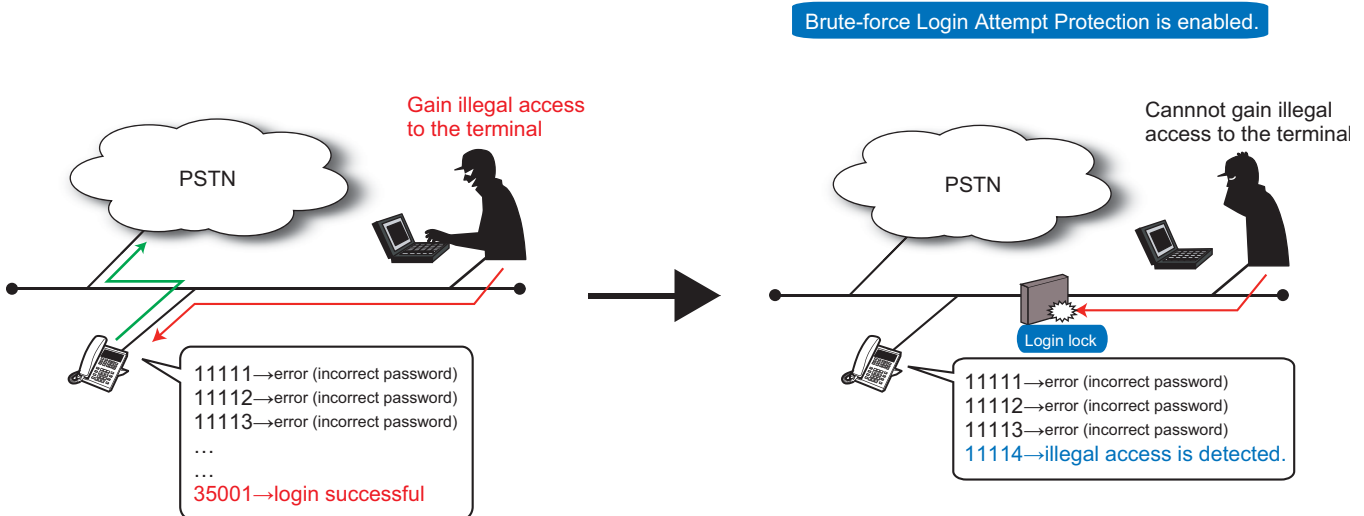 Brute-force Login Attempt Protection is enabled.
Gain illegal access
to the terminal
PSTN
11111→error (incorrect password)
11112→error (incorrect password)
11113→error (incorrect password)
…
…
35001→login successful
Cannnot gain illegal
access to the terminal
PSTN
Login lock
11111→error (incorrect password)
11112→error (incorrect password)
11113→error (incorrect password)
11114→illegal access is detected.